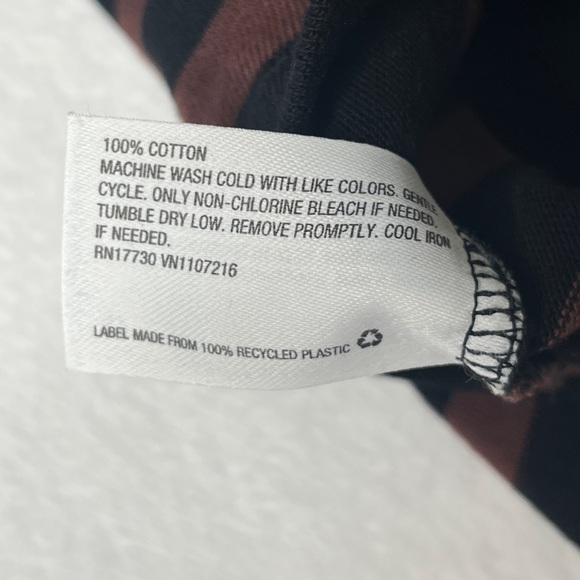 100% COTTON
MACHINE WASH COLD WITH LIKE COLORS. GENTLE
CYCLE. ONLY NON-CHLORINE BLEACH IF NEEDED.
TUMBLE DRY LOW. REMOVE PROMPTLY. COOL IRON
IF NEEDED.
RN17730 VN1107216
LABEL MADE FROM 100% RECYCLED PLASTIC